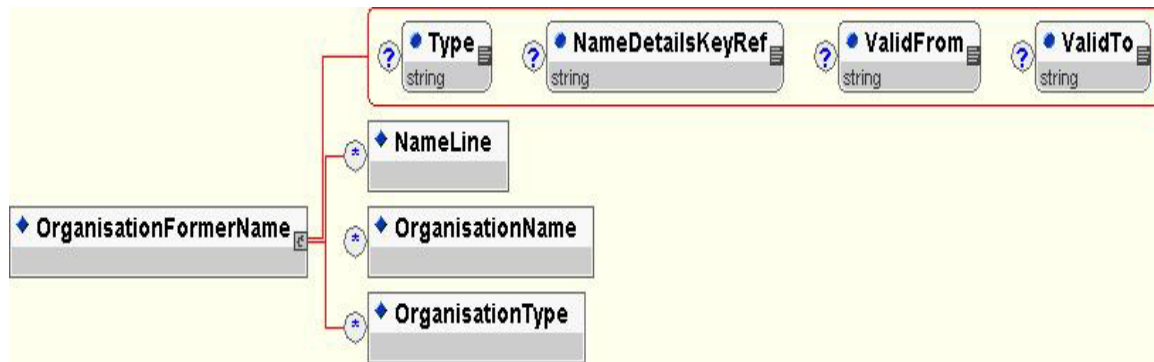 ? Type ? NameDetailsKeyRef ? ValidFrom ? ValidTo
string string string string
* NameLine
OrganisationFormerName
* OrganisationName
* OrganisationType